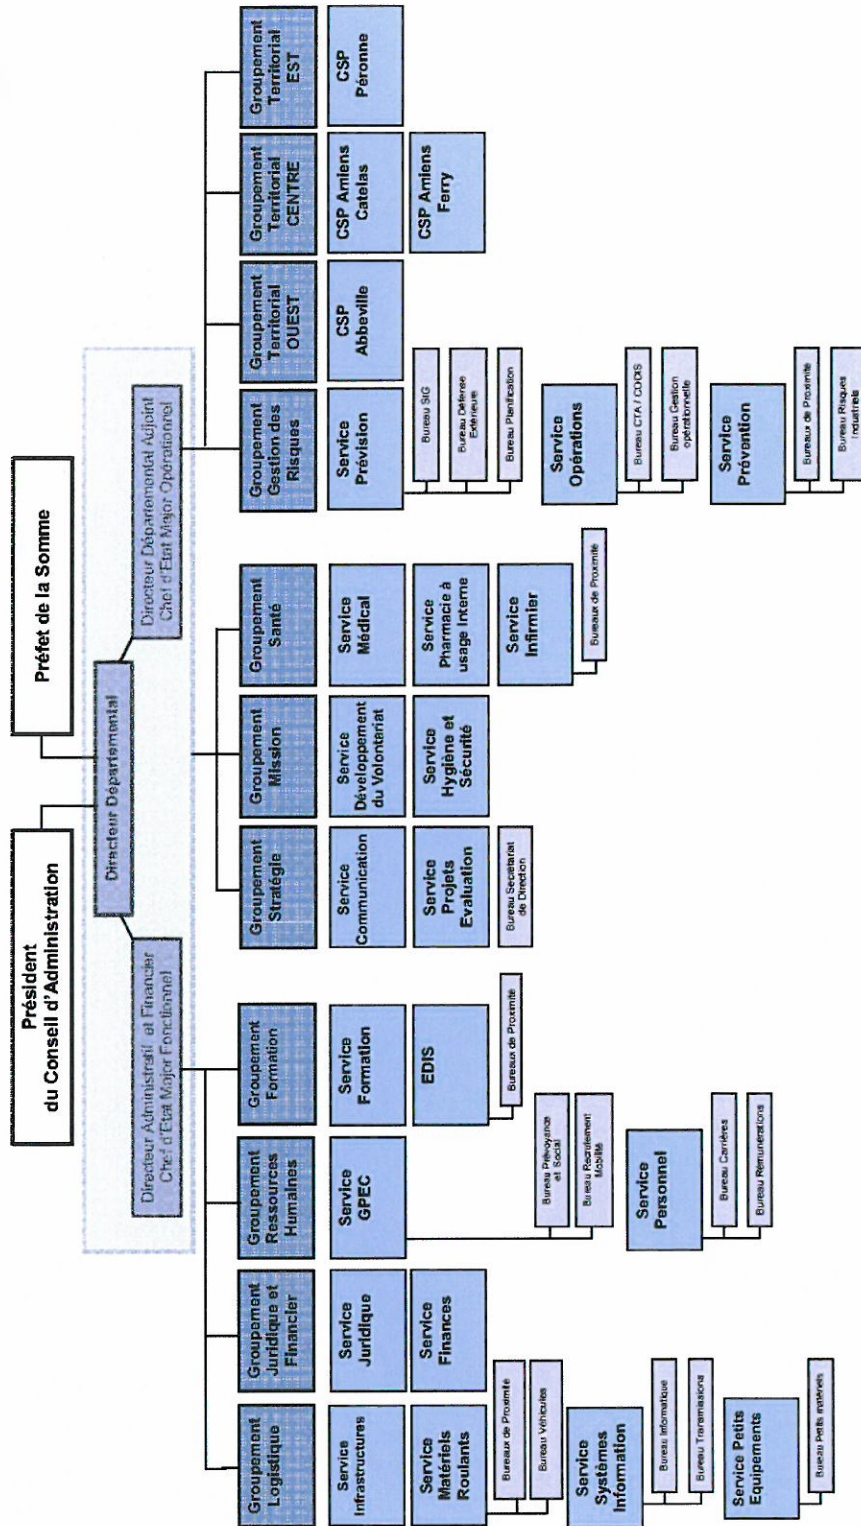 Président
du Conseil d'Administration
Préfet de la Somme
Directeur Départemental
Directeur Administratif et Financier
Chef d'Etat Major Fonctionnel
Directeur Départemental Adjoint
Chef d'Etat Major Opérationnel
Groupement
Logistique
Service
Infrastructures
Service
Matériels
Roulants
Bureaux de Proximité
Bureau Véhicules
Service
Systèmes
Information
Bureau Informatique
Bureau Transmissions
Service Petits
Equipements
Bureau Petits matériels
Groupement
Juridique et
Financier
Service
Juridique
Service
Finances
Groupement
Ressources
Humaines
Service
GPEC
Bureau Prévoyance
et Social
Bureau Recrutement
Mobilité
Service
Personnel
Bureau Carrières
Bureau Rémunérations
Groupement
Formation
Service
Formation
EDIS
Bureaux de Proximité
Groupement
Stratégie
Service
Communication
Service
Projets
Evaluation
Bureau Secrétariat
de Direction
Groupement
Mission
Service
Développement
du Volontariat
Service
Hygiène et
Sécurité
Groupement
Santé
Service
Médical
Service
Pharmacie à
usage Interne
Service
Infirmier
Bureaux de Proximité
Groupement
Gestion des
Risques
Service
Prévision
Bureau SIG
Bureau Défense
Extérieure
Bureau Planification
Service
Opérations
Bureau CTA / CODIS
Bureau Gestion
opérationnelle
Service
Prévention
Bureaux de Proximité
Bureau Risques
Industriels
Groupement
Territorial
OUEST
CSP
Abbeville
Groupement
Territorial
CENTRE
CSP Amiens
Catelas
CSP Amiens
Ferry
Groupement
Territorial
EST
CSP
Péronne